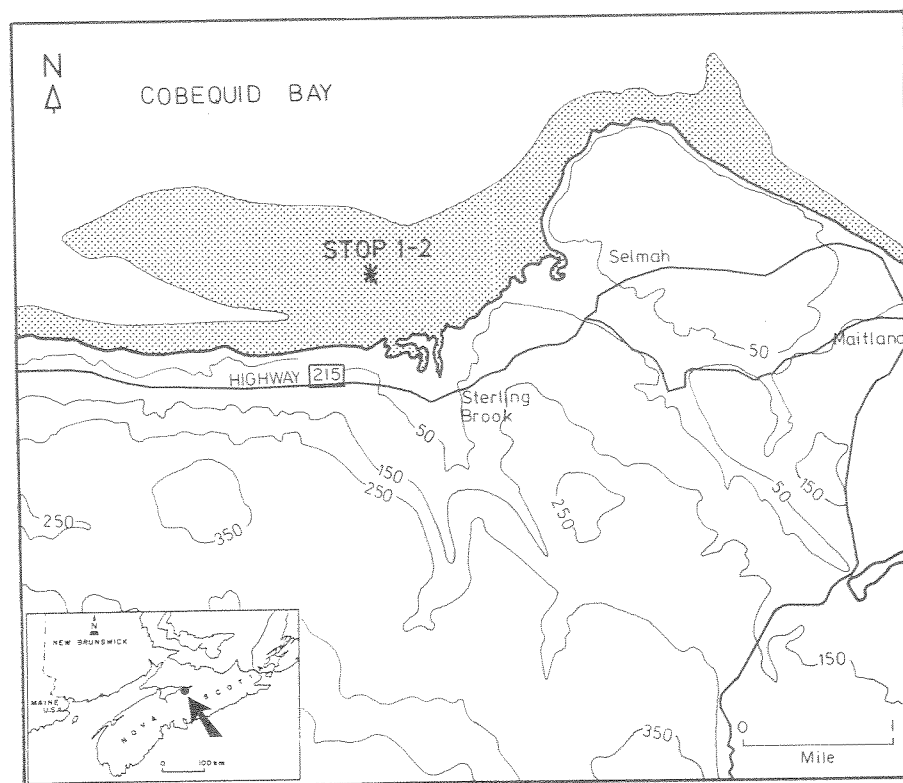 N
COBEQUID BAY
STOP 1-2
Selmah
50
Maitland
HIGHWAY 215
Sterling
Brook
50
150
250
50
150
250
250
350
150
350
0 1
Mile
N
NEW BRUNSWICK
MAINE
U.S.A.
NOVA SCOTIA
0 100 km